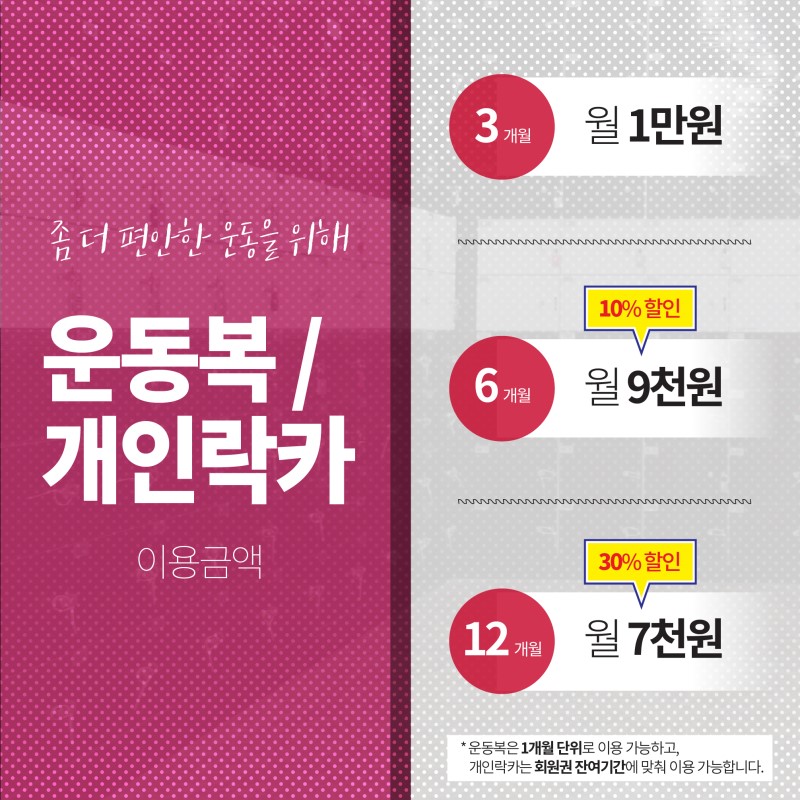 좀 더 편안한 운동을 위해
운동복 /
개인락카
이용금액
3 개월 월 1만원
10% 할인
6 개월 월 9천원
30% 할인
12 개월 월 7천원
* 운동복은 1개월 단위로 이용 가능하고,
개인락카는 회원권 잔여기간에 맞춰 이용 가능합니다.